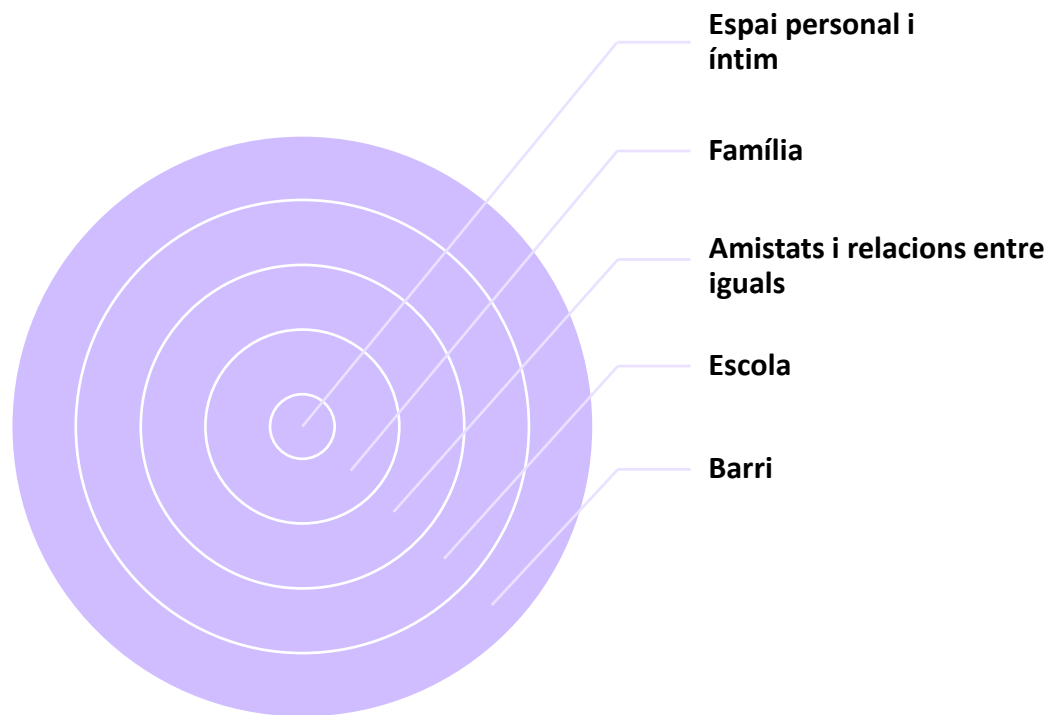 Espai personal i
íntim
Família
Amistats i relacions entre
iguals
Escola
Barri